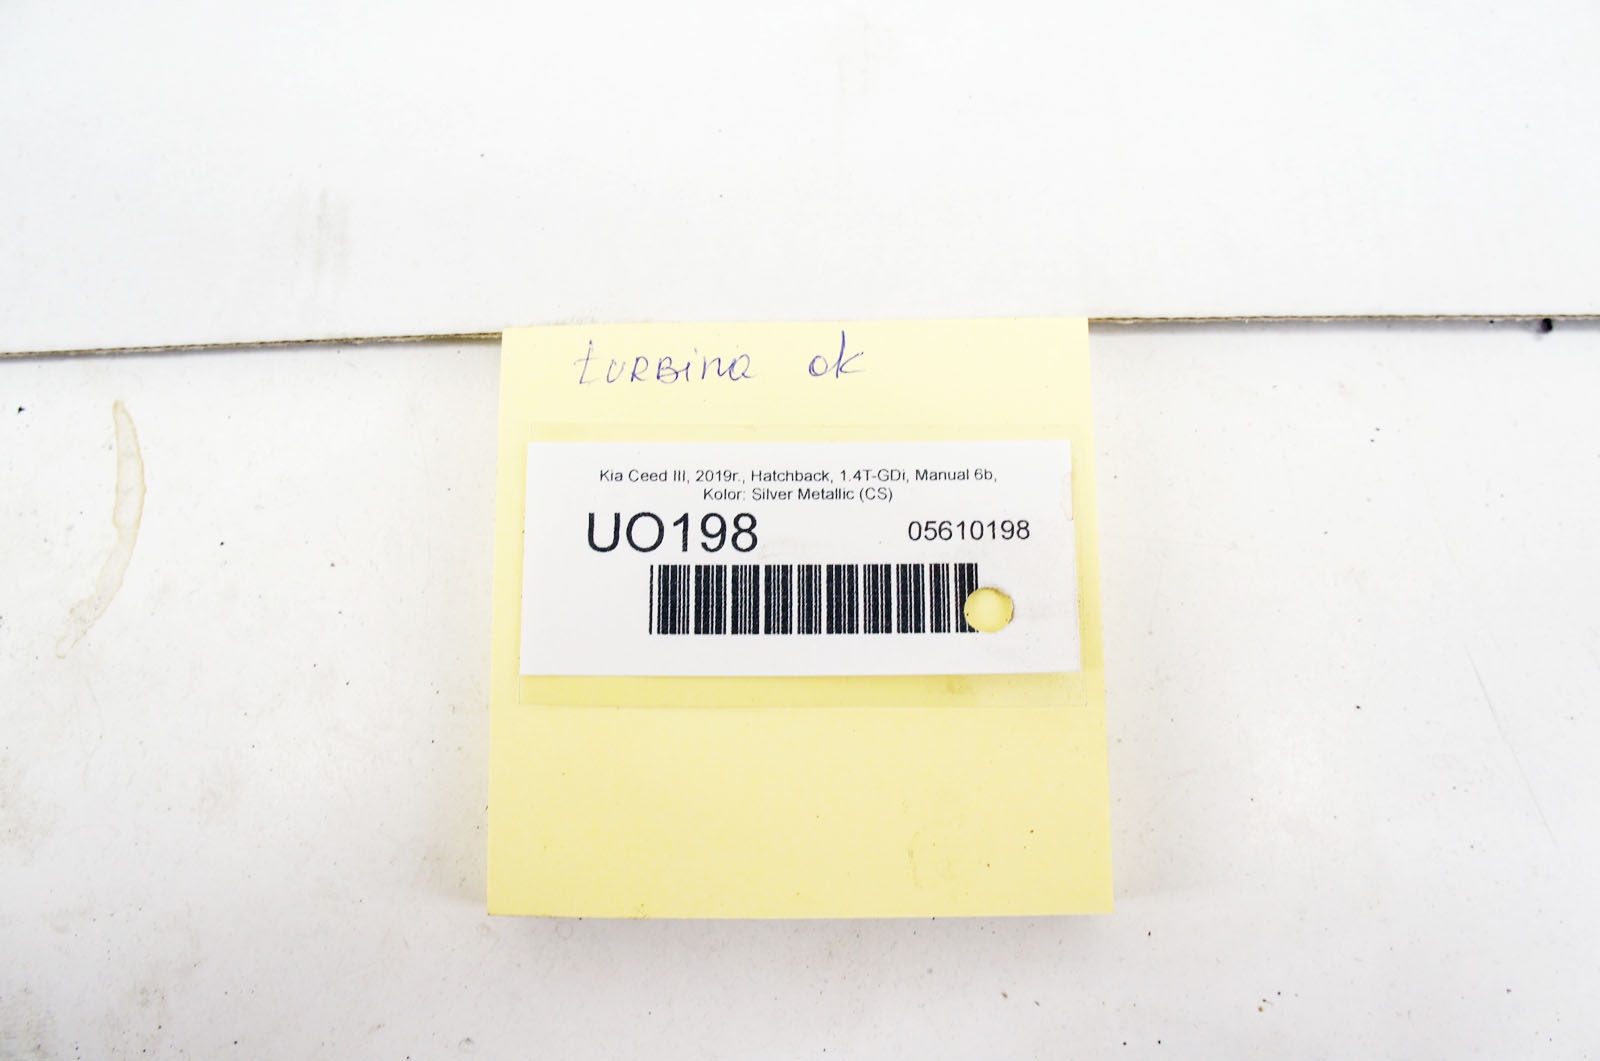 turbina ok
Kia Ceed III, 2019r., Hatchback, 1.4T-GDi, Manual 6b,
Kolor: Silver Metallic (CS)
UO198 05610198